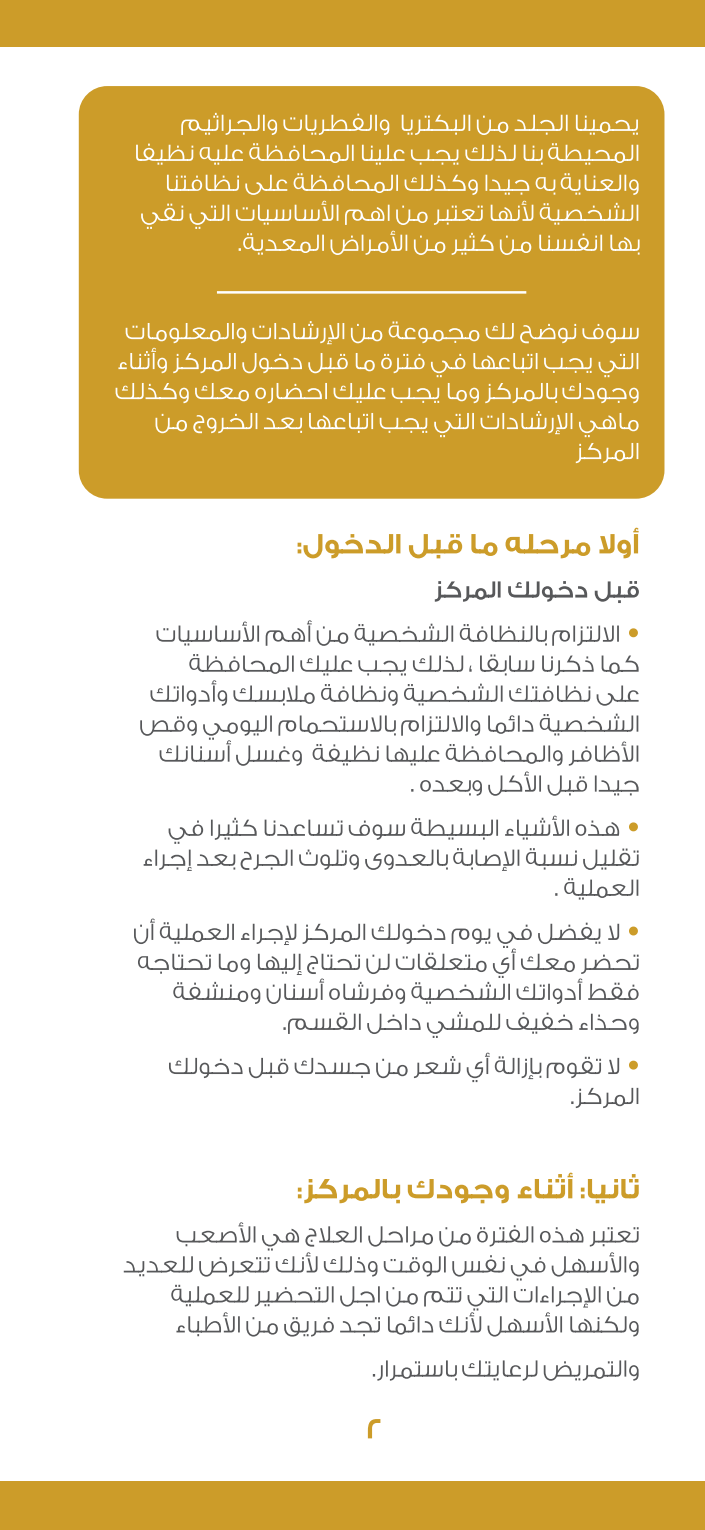 يحمينا الجلد من البكتريا والفطريات والجراثيم
المحيطة بنا لذلك يجب علينا المحافظة عليه نظيفا
والعناية به جيدا وكذلك المحافظة على نظافتنا
الشخصية لأنها تعتبر من اهم الأساسيات التي نقي
بها انفسنا من كثير من الأمراض المعدية.
سوف نوضح لك مجموعة من الإرشادات والمعلومات
التي يجب اتباعها في فترة ما قبل دخول المركز وأثناء
وجودك بالمركز وما يجب عليك احضاره معك وكذلك
ماهي الإرشادات التي يجب اتباعها بعد الخروج من
المركز
أولا مرحله ما قبل الدخول:
قبل دخولك المركز
• الالتزام بالنظافة الشخصية من أهم الأساسيات
كما ذكرنا سابقا ، لذلك يجب عليك المحافظة
على نظافتك الشخصية ونظافة ملابسك وأدواتك
الشخصية دائما والالتزام بالاستحمام اليومي وقص
الأظافر والمحافظة عليها نظيفة وغسل أسنانك
جيدا قبل الأكل وبعده .
• هذه الأشياء البسيطة سوف تساعدنا كثيرا في
تقليل نسبة الإصابة بالعدوى وتلوث الجرح بعد إجراء
العملية .
• لا يفضل في يوم دخولك المركز لإجراء العملية أن
تحضر معك أي متعلقات لن تحتاج إليها وما تحتاجه
فقط أدواتك الشخصية وفرشاه أسنان ومنشفة
وحذاء خفيف للمشي داخل القسم.
• لا تقوم بإزالة أي شعر من جسدك قبل دخولك
المركز.
ثانيا: أثناء وجودك بالمركز:
تعتبر هذه الفترة من مراحل العلاج هي الأصعب
والأسهل في نفس الوقت وذلك لأنك تتعرض للعديد
من الإجراءات التي تتم من اجل التحضير للعملية
ولكنها الأسهل لأنك دائما تجد فريق من الأطباء
والتمريض لرعايتك باستمرار.
٢